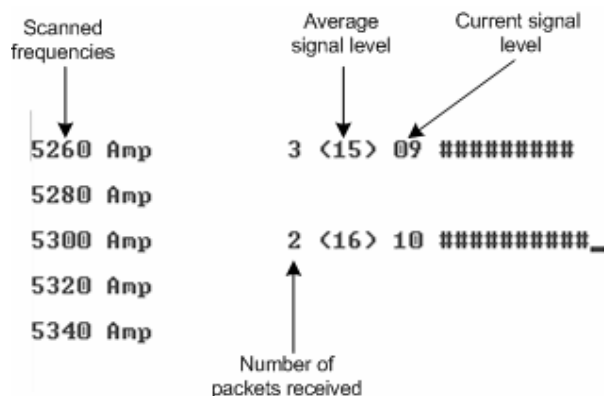 Scanned
frequencies
Average
signal level
Current signal
level
5260 Amp 3 <15> 09 #########
5280 Amp
5300 Amp 2 <16> 10 ##########_
5320 Amp
5340 Amp
Number of
packets received